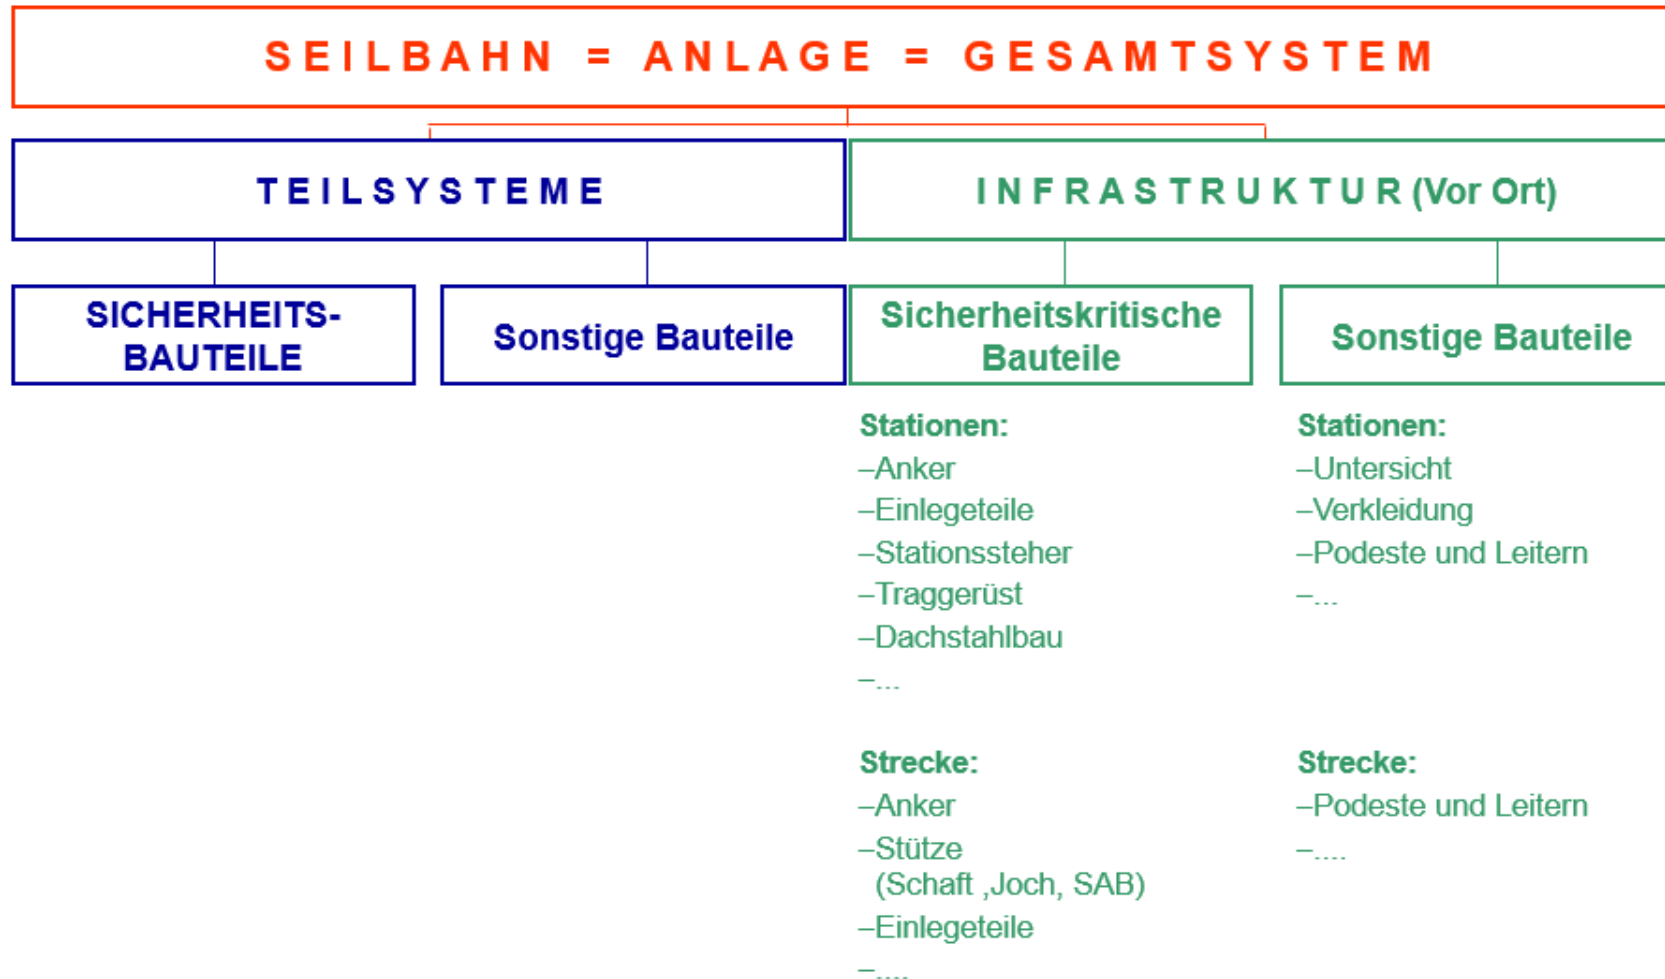 SEILBAHN = ANLAGE = GESAMTSYSTEM
TEILSYSTEME
INFRASTRUKTUR (Vor Ort)
SICHERHEITS-
BAUTEILE
Sonstige Bauteile
Sicherheitskritische
Bauteile
Sonstige Bauteile
Stationen:
–Anker
–Einlegeteile
–Stationssteher
–Traggerüst
–Dachstahlbau
–...
Strecke:
–Anker
–Stütze
(Schaft ,Joch, SAB)
–Einlegeteile
–....
Stationen:
–Untersicht
–Verkleidung
–Podeste und Leitern
–...
Strecke:
–Podeste und Leitern
–....